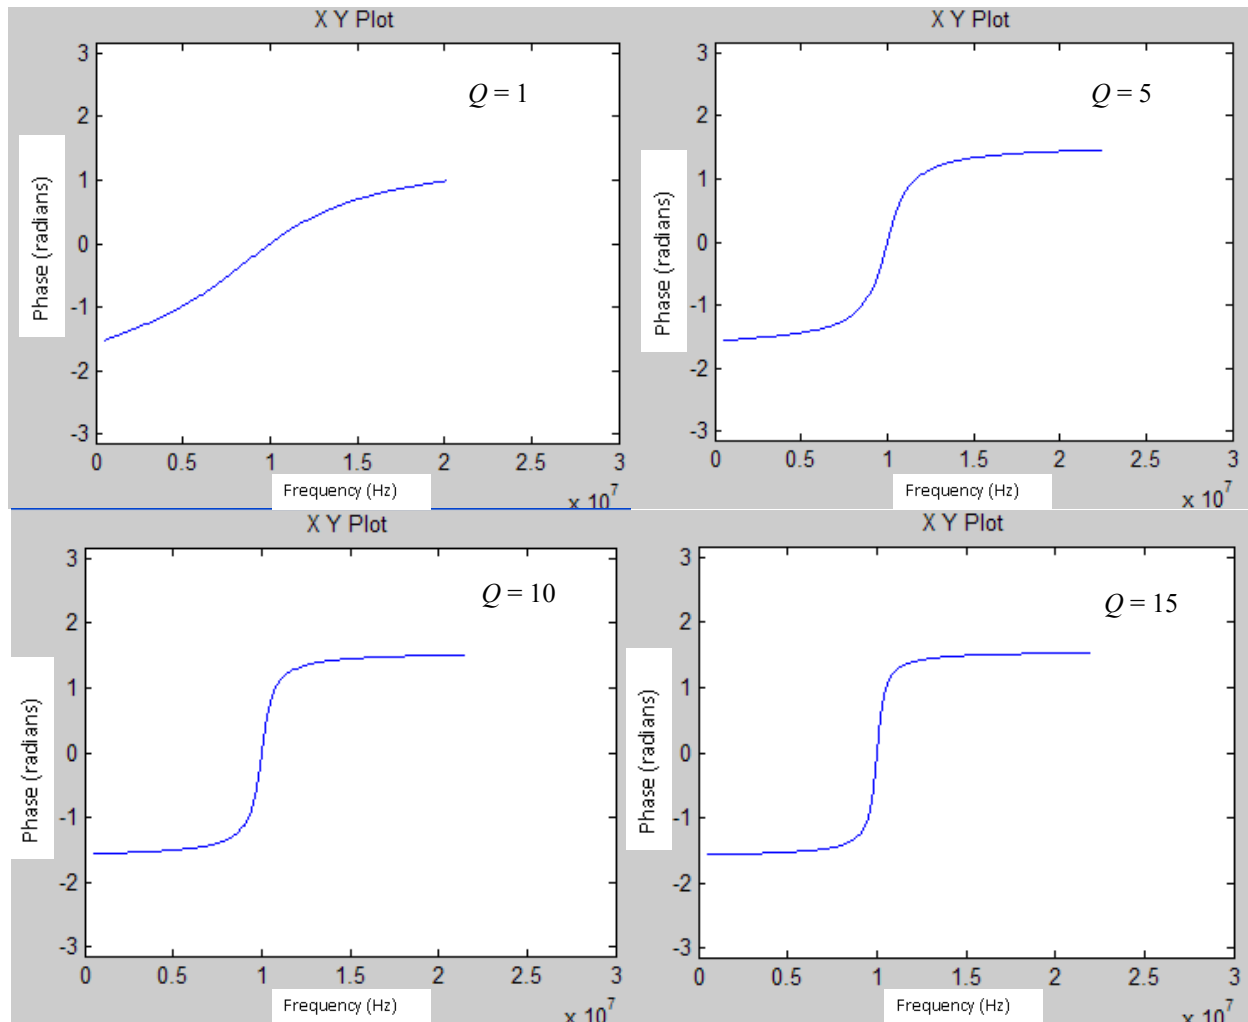 X Y Plot
Q = 1
3
2
1
0
-1
-2
-3
Phase (radians)
0 0.5 1 1.5 2 2.5 3
Frequency (Hz)
x 10^7
X Y Plot
Q = 5
3
2
1
0
-1
-2
-3
Phase (radians)
0 0.5 1 1.5 2 2.5 3
Frequency (Hz)
x 10^7
X Y Plot
Q = 10
3
2
1
0
-1
-2
-3
Phase (radians)
0 0.5 1 1.5 2 2.5 3
Frequency (Hz)
x 10^7
X Y Plot
Q = 15
3
2
1
0
-1
-2
-3
Phase (radians)
0 0.5 1 1.5 2 2.5 3
Frequency (Hz)
x 10^7